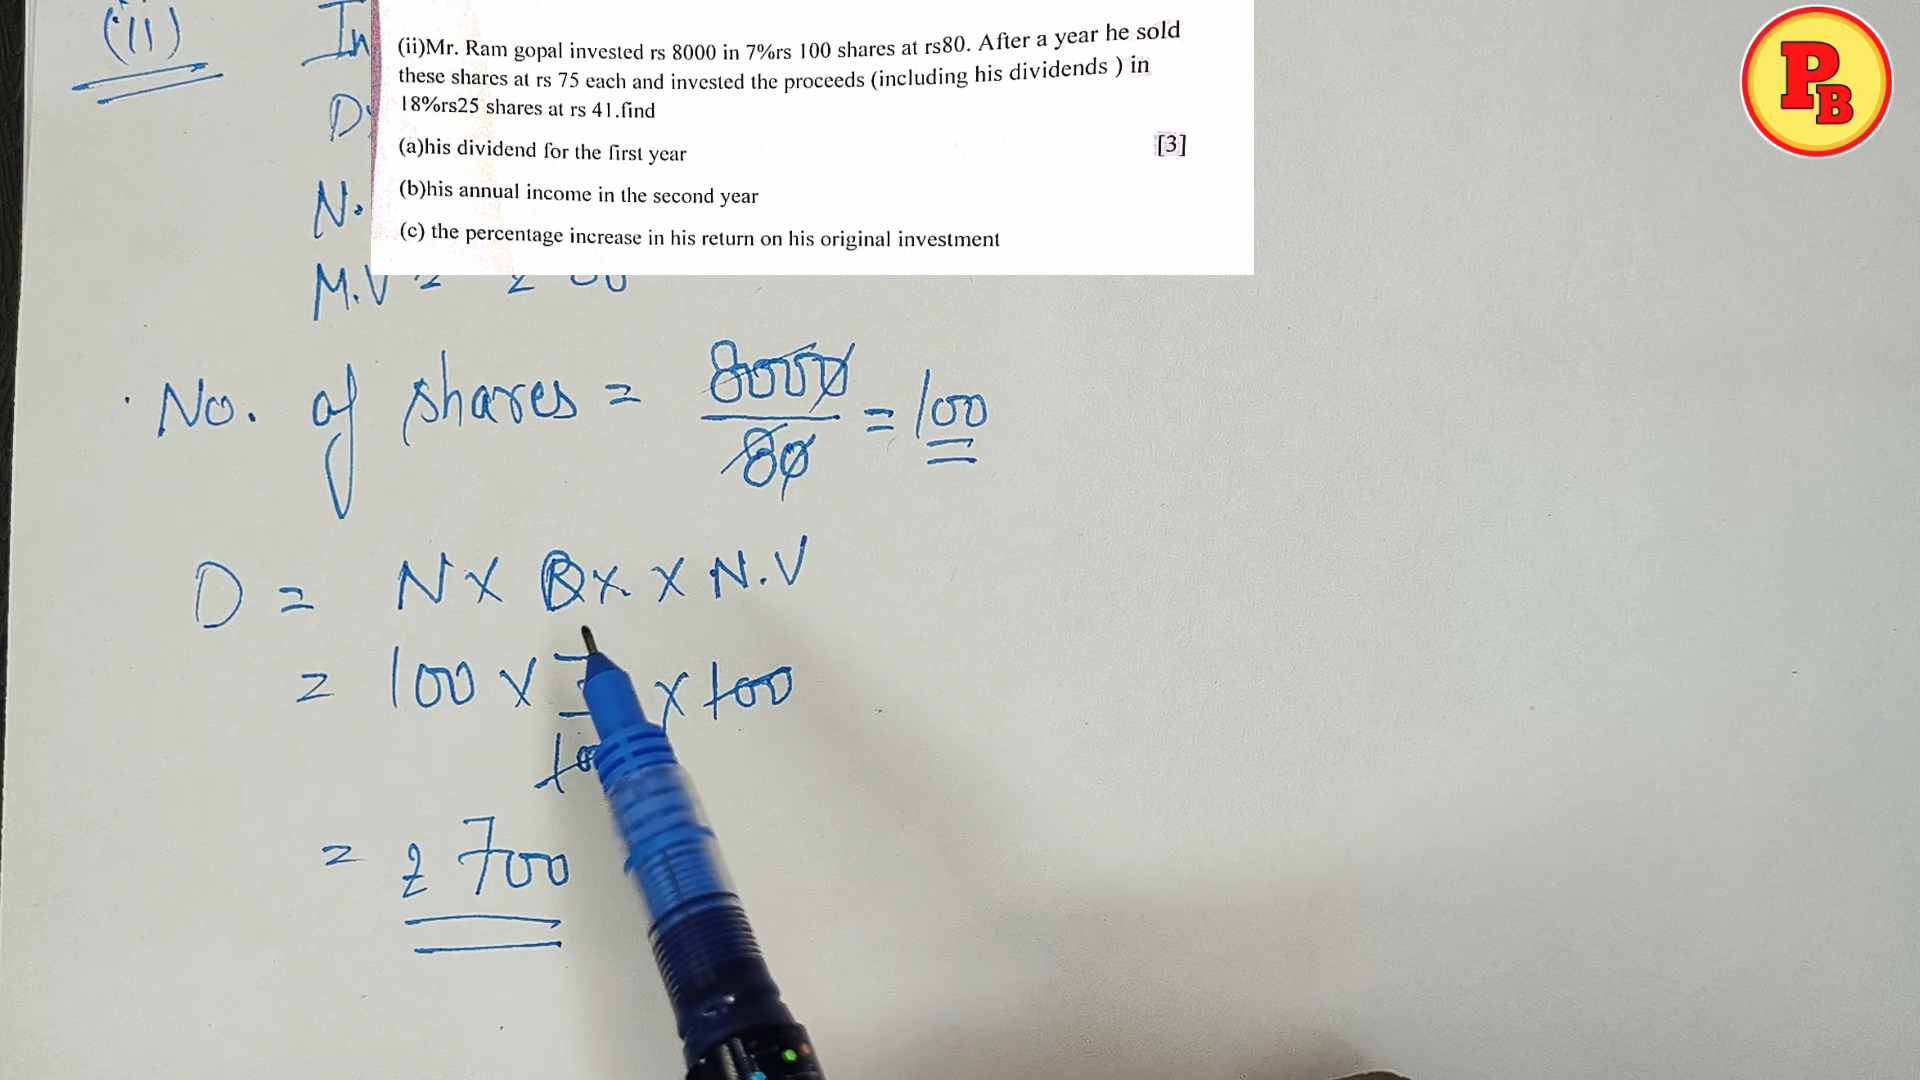 (ii)
(ii)Mr. Ram gopal invested rs 8000 in 7%rs 100 shares at rs80. After a year he sold
these shares at rs 75 each and invested the proceeds (including his dividends ) in
18%rs25 shares at rs 41.find
(a)his dividend for the first year [3]
(b)his annual income in the second year
(c) the percentage increase in his return on his original investment
PB
In
D
N.
M.V = ₹ 80
No. of shares = 8000/80 = 100
D = N × R × N.V
= 100 × 7/100 × 100
= ₹ 700